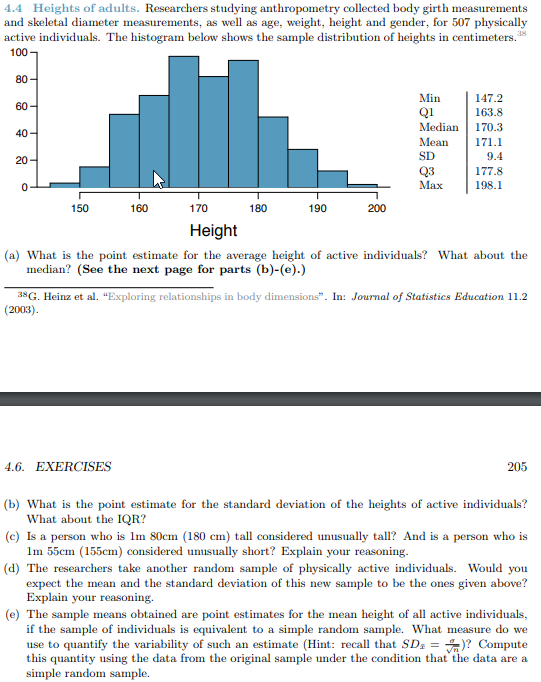 4.4 Heights of adults. Researchers studying anthropometry collected body girth measurements
and skeletal diameter measurements, as well as age, weight, height and gender, for 507 physically
active individuals. The histogram below shows the sample distribution of heights in centimeters.³⁸
100
80
60
40
20
0
150 160 170 180 190 200
Height
Min 147.2
Q1 163.8
Median 170.3
Mean 171.1
SD 9.4
Q3 177.8
Max 198.1
(a) What is the point estimate for the average height of active individuals? What about the
median? (See the next page for parts (b)-(e).)
³⁸G. Heinz et al. “Exploring relationships in body dimensions”. In: Journal of Statistics Education 11.2
(2003).
4.6. EXERCISES 205
(b) What is the point estimate for the standard deviation of the heights of active individuals?
What about the IQR?
(c) Is a person who is 1m 80cm (180 cm) tall considered unusually tall? And is a person who is
1m 55cm (155cm) considered unusually short? Explain your reasoning.
(d) The researchers take another random sample of physically active individuals. Would you
expect the mean and the standard deviation of this new sample to be the ones given above?
Explain your reasoning.
(e) The sample means obtained are point estimates for the mean height of all active individuals,
if the sample of individuals is equivalent to a simple random sample. What measure do we
use to quantify the variability of such an estimate (Hint: recall that SDx̄ = σ/√n)? Compute
this quantity using the data from the original sample under the condition that the data are a
simple random sample.